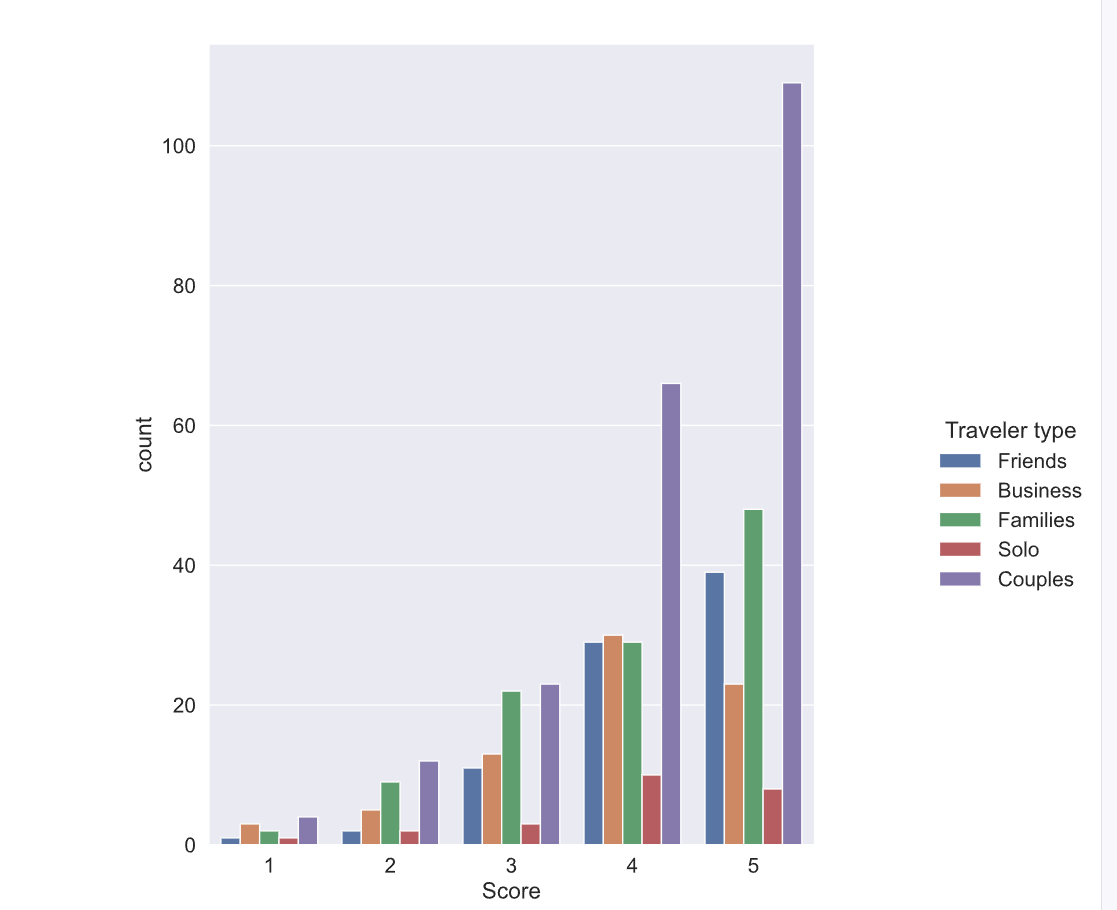 100
80
60
40
20
0
count
1 2 3 4 5
Score
Traveler type
Friends
Business
Families
Solo
Couples